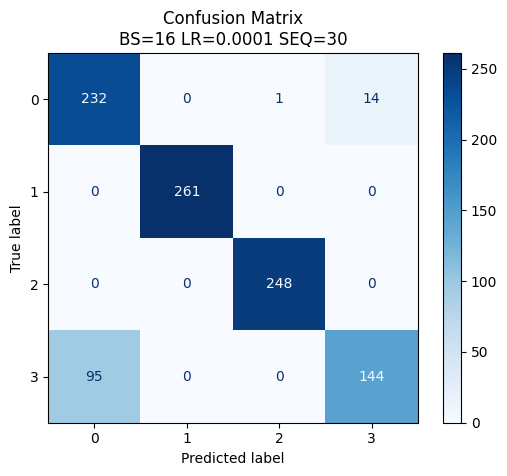 Confusion Matrix
BS=16 LR=0.0001 SEQ=30
True label
0 232 0 1 14
1 0 261 0 0
2 0 0 248 0
3 95 0 0 144
0 1 2 3
Predicted label
250
200
150
100
50
0